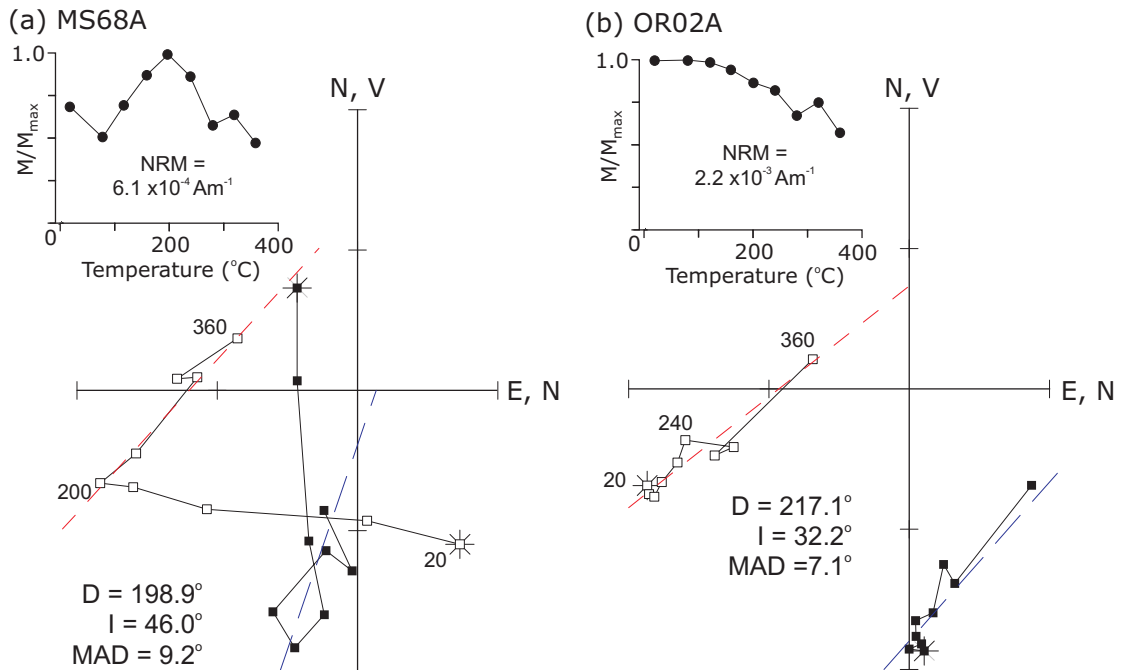 (a) MS68A
1.0
M/Mmax
NRM =
6.1 x10-4 Am-1
0
200
400
Temperature (°C)
N, V
E, N
360
200
20
D = 198.9°
I = 46.0°
MAD = 9.2°
(b) OR02A
1.0
M/Mmax
NRM =
2.2 x10-3 Am-1
0
200
400
Temperature (°C)
N, V
E, N
360
240
20
D = 217.1°
I = 32.2°
MAD =7.1°